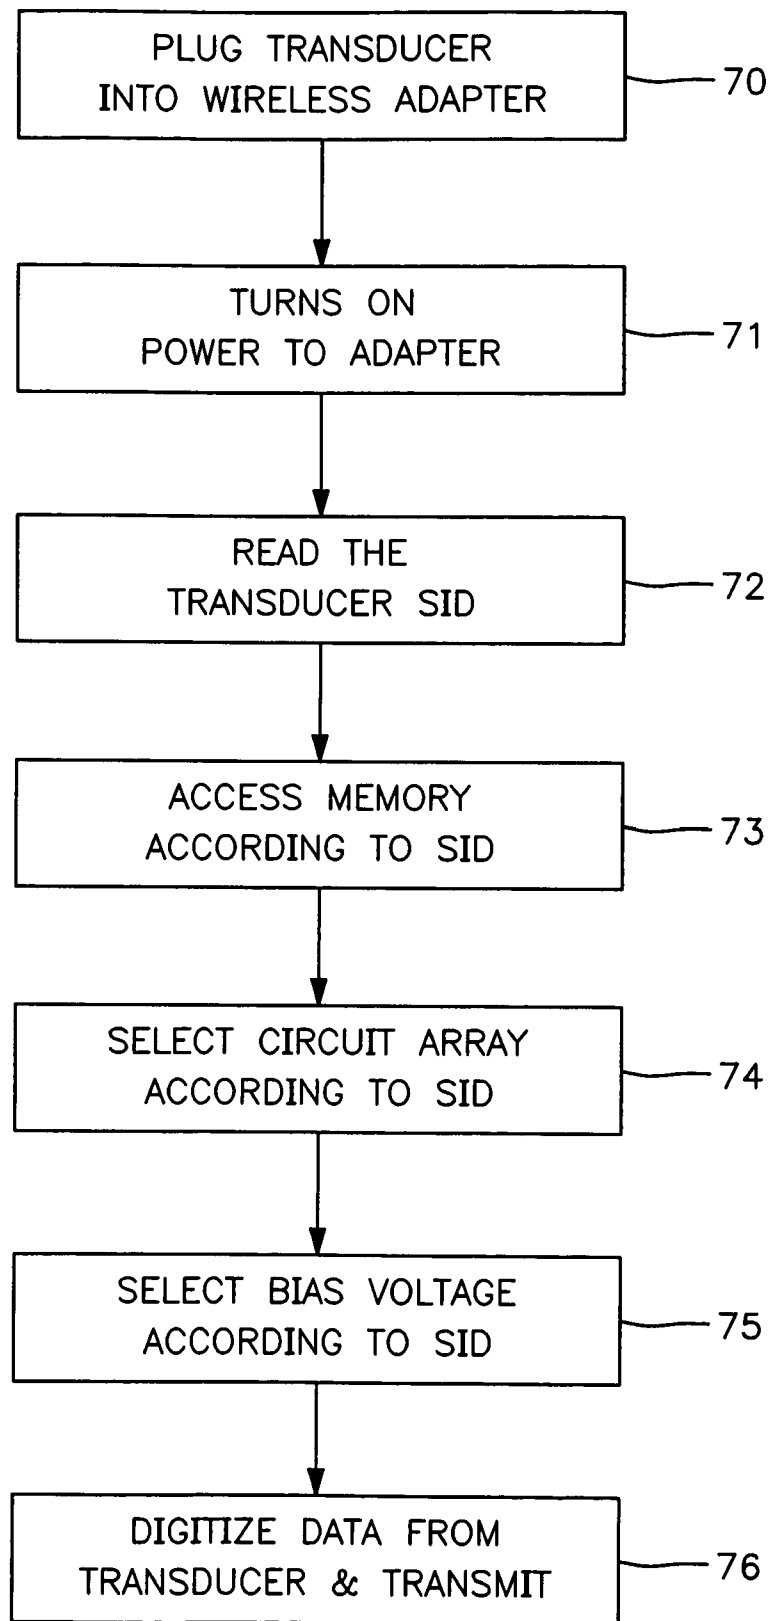 PLUG TRANSDUCER
INTO WIRELESS ADAPTER
70
TURNS ON
POWER TO ADAPTER
71
READ THE
TRANSDUCER SID
72
ACCESS MEMORY
ACCORDING TO SID
73
SELECT CIRCUIT ARRAY
ACCORDING TO SID
74
SELECT BIAS VOLTAGE
ACCORDING TO SID
75
DIGITIZE DATA FROM
TRANSDUCER & TRANSMIT
76